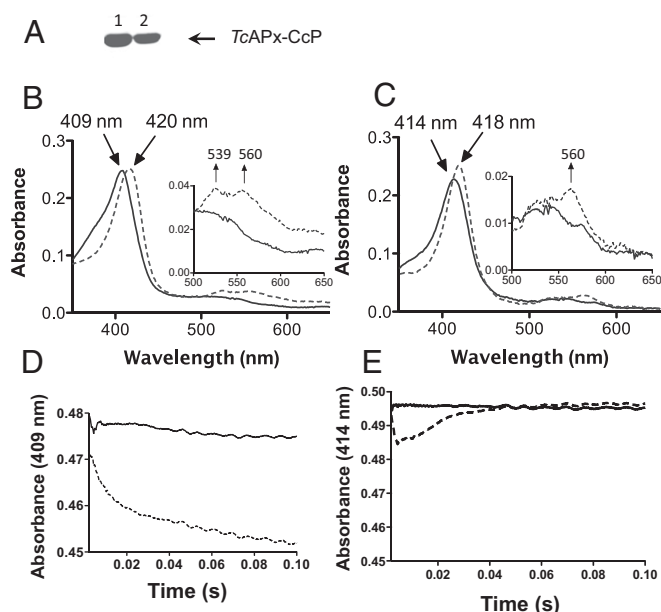 A
1 2
TcAPx-CcP
B
409 nm 420 nm
Absorbance
0.3
0.2
0.1
0.0
400 500 600
Wavelength (nm)
539 560
0.04
0.02
0.00
500 550 600 650
C
414 nm 418 nm
Absorbance
0.3
0.2
0.1
0.0
400 500 600
Wavelength (nm)
560
0.02
0.01
0.00
500 550 600 650
D
Absorbance (409 nm)
0.48
0.47
0.46
0.45
0.02 0.04 0.06 0.08 0.10
Time (s)
E
Absorbance (414 nm)
0.50
0.49
0.48
0.47
0.46
0.45
0.02 0.04 0.06 0.08 0.10
Time (s)